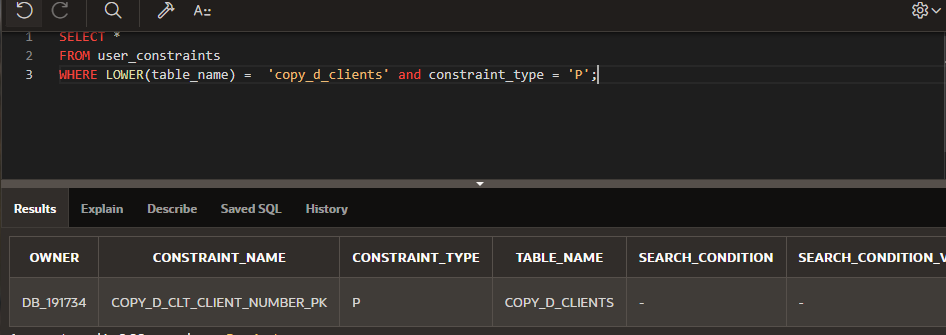 A::
1 SELECT *
2 FROM user_constraints
3 WHERE LOWER(table_name) =  'copy_d_clients' and constraint_type = 'P';
Results Explain Describe Saved SQL History
OWNER CONSTRAINT_NAME CONSTRAINT_TYPE TABLE_NAME SEARCH_CONDITION SEARCH_CONDITION_V
DB_191734 COPY_D_CLT_CLIENT_NUMBER_PK P COPY_D_CLIENTS - -